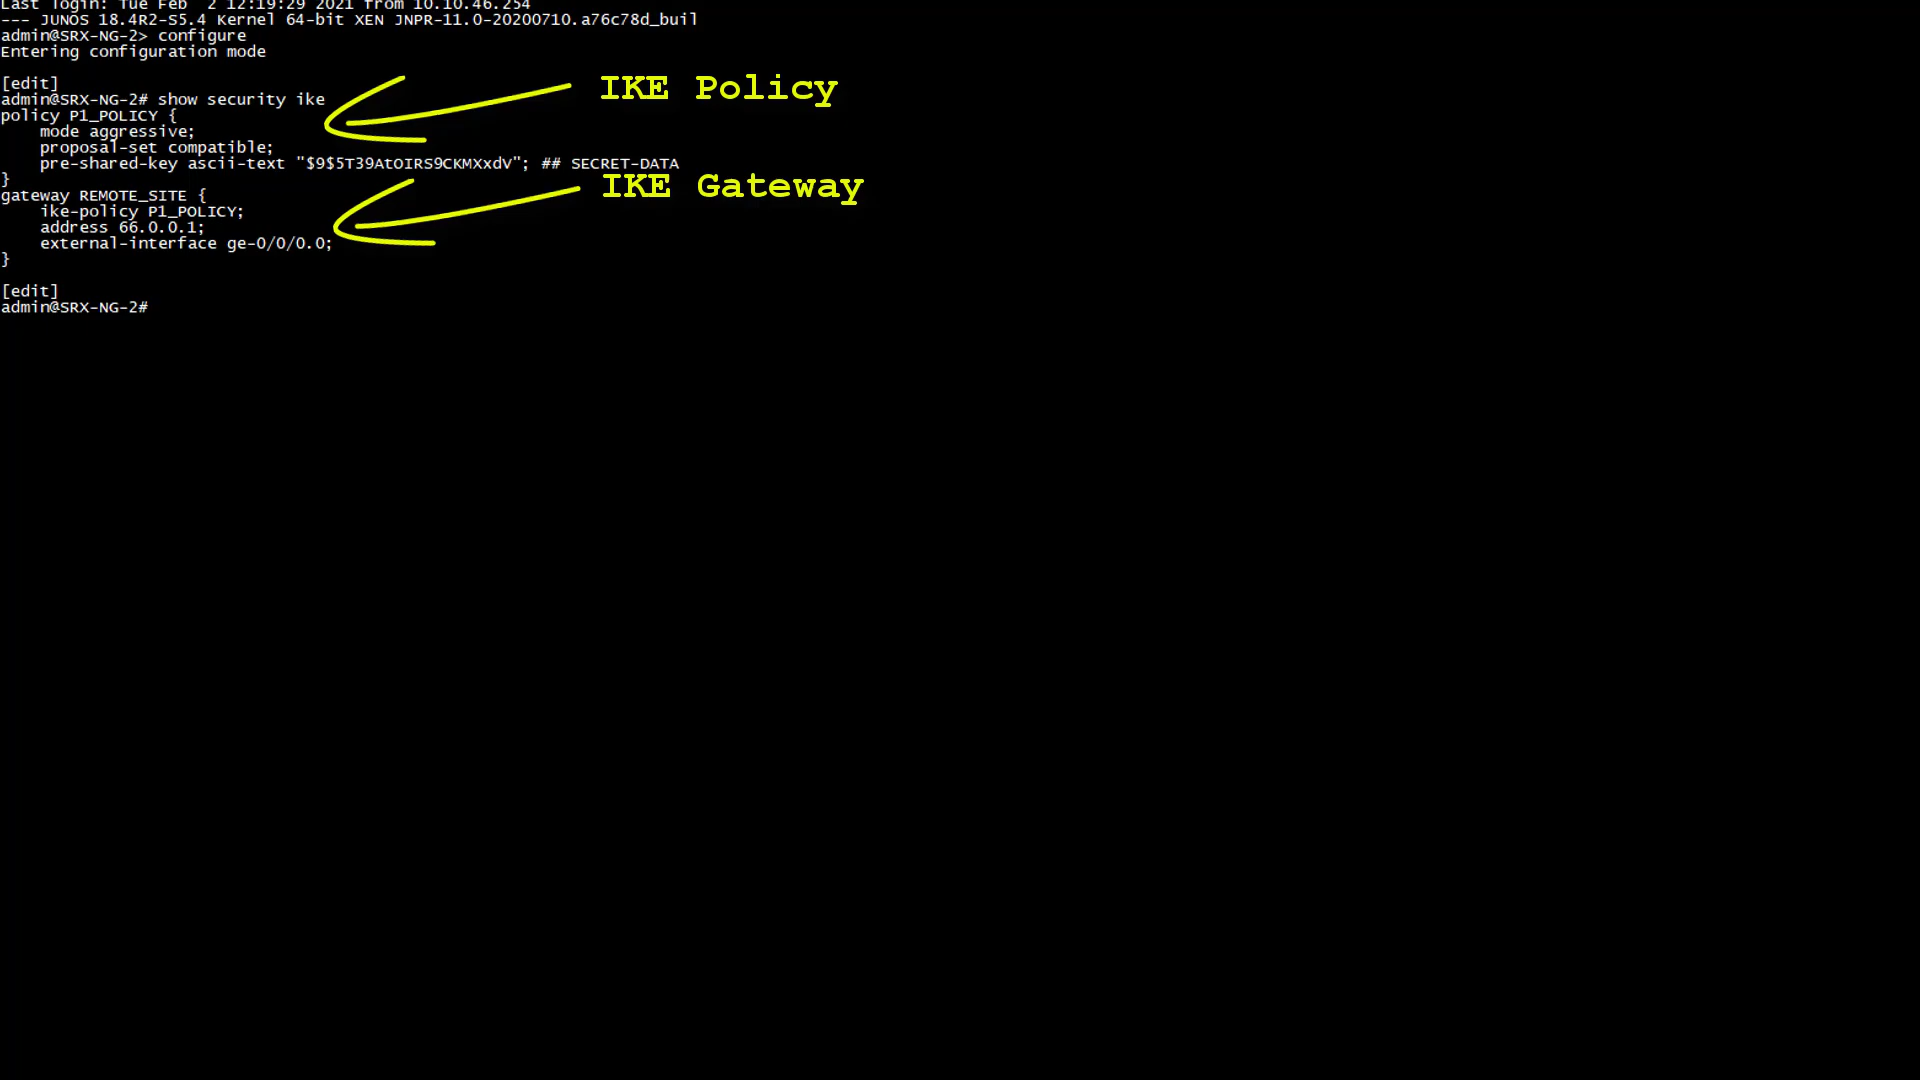 Last login: Tue Feb  2 12:19:29 2021 from 10.10.46.254
--- JUNOS 18.4R2-S5.4 Kernel 64-bit XEN JNPR-11.0-20200710.a76c78d_buil
admin@SRX-NG-2> configure
Entering configuration mode
[edit]
admin@SRX-NG-2# show security ike
IKE Policy
policy P1_POLICY {
    mode aggressive;
    proposal-set compatible;
    pre-shared-key ascii-text "$9$5T39AtOIRS9CKMXxdV"; ## SECRET-DATA
}
IKE Gateway
gateway REMOTE_SITE {
    ike-policy P1_POLICY;
    address 66.0.0.1;
    external-interface ge-0/0/0.0;
}
[edit]
admin@SRX-NG-2#